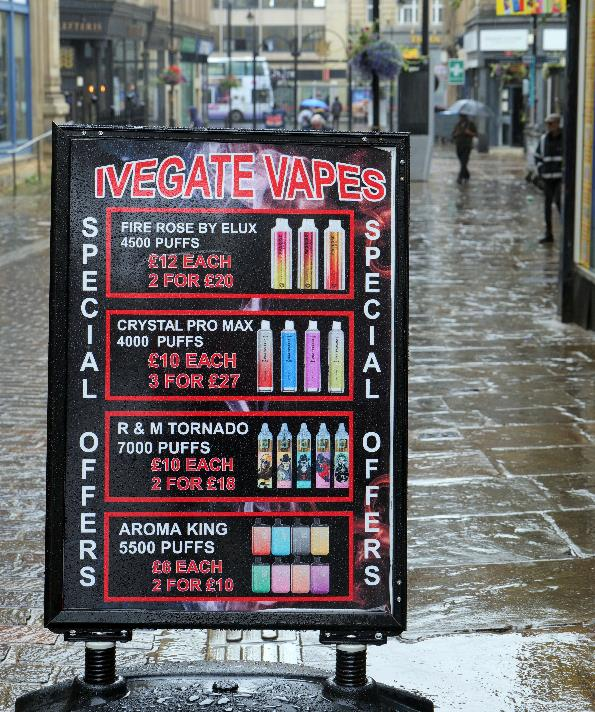 IVEGATE VAPES
SPECIAL OFFERS
FIRE ROSE BY ELUX
4500 PUFFS
£12 EACH
2 FOR £20
CRYSTAL PRO MAX
4000 PUFFS
£10 EACH
3 FOR £27
R & M TORNADO
7000 PUFFS
£10 EACH
2 FOR £18
AROMA KING
5500 PUFFS
£6 EACH
2 FOR £10
SPECIAL OFFERS